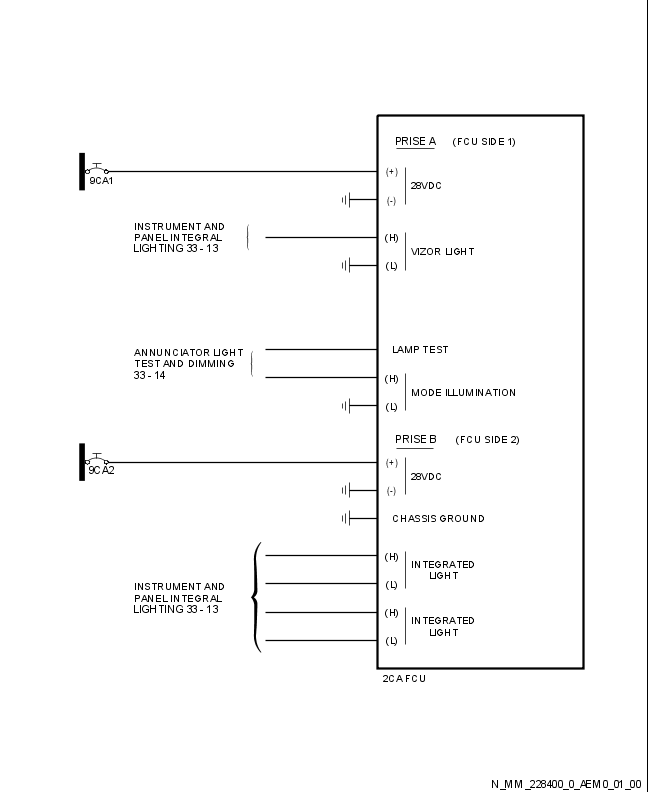 PRISE A (FCU SIDE 1)
9CA1
(+)
28VDC
(-)
INSTRUMENT AND
PANEL INTEGRAL
LIGHTING 33 - 13
(H)
VIZOR LIGHT
(L)
ANNUNCIATOR LIGHT
TEST AND DIMMING
33 - 14
LAMP TEST
(H)
MODE ILLUMINATION
(L)
PRISE B (FCU SIDE 2)
9CA2
(+)
28VDC
(-)
CHASSIS GROUND
INSTRUMENT AND
PANEL INTEGRAL
LIGHTING 33 - 13
(H)
INTEGRATED
LIGHT
(L)
(H)
INTEGRATED
LIGHT
(L)
2CA FCU
N_MM_228400_0_AEM0_01_00